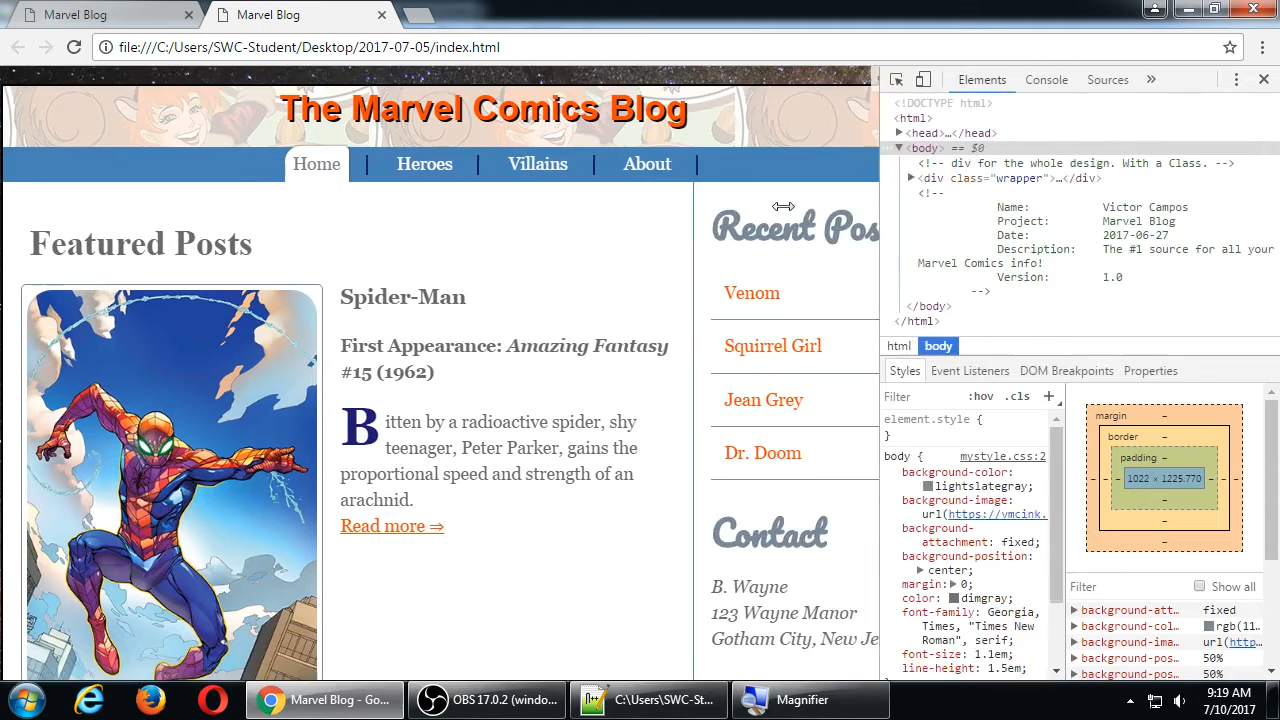 Marvel Blog
Marvel Blog
file:///C:/Users/SWC-Student/Desktop/2017-07-05/index.html
The Marvel Comics Blog
Home
Heroes
Villains
About
Featured Posts
Spider-Man
First Appearance: Amazing Fantasy
#15 (1962)
Bitten by a radioactive spider, shy
teenager, Peter Parker, gains the
proportional speed and strength of an
arachnid.
Read more ⇒
Recent Pos
Venom
Squirrel Girl
Jean Grey
Dr. Doom
Contact
B. Wayne
123 Wayne Manor
Gotham City, New Je
Elements
Console
Sources
»
<!DOCTYPE html>
<html>
<head>…</head>
<body> == $0
<!-- div for the whole design. With a Class. -->
<div class="wrapper">…</div>
<!--
Name: Victor Campos
Project: Marvel Blog
Date: 2017-06-27
Description: The #1 source for all your
Marvel Comics info!
Version: 1.0
-->
</body>
</html>
html
body
Styles
Event Listeners
DOM Breakpoints
Properties
Filter
:hov
.cls
element.style {
}
body {
mystyle.css:2
background-color:
lightslategray;
background-image:
url(https://vmcink.
background-
attachment: fixed;
background-position:
center;
margin: 0;
color: dimgray;
font-family: Georgia,
Times, "Times New
Roman", serif;
font-size: 1.1em;
line-height: 1.5em;
margin
border
padding
1022 × 1225.770
Filter
Show all
background-att… fixed
background-col… rgb(11…
background-ima… url(http…
background-pos… 50%
background-pos… 50%
Marvel Blog - Go...
OBS 17.0.2 (windo...
C:\Users\SWC-St...
Magnifier
9:19 AM
7/10/2017